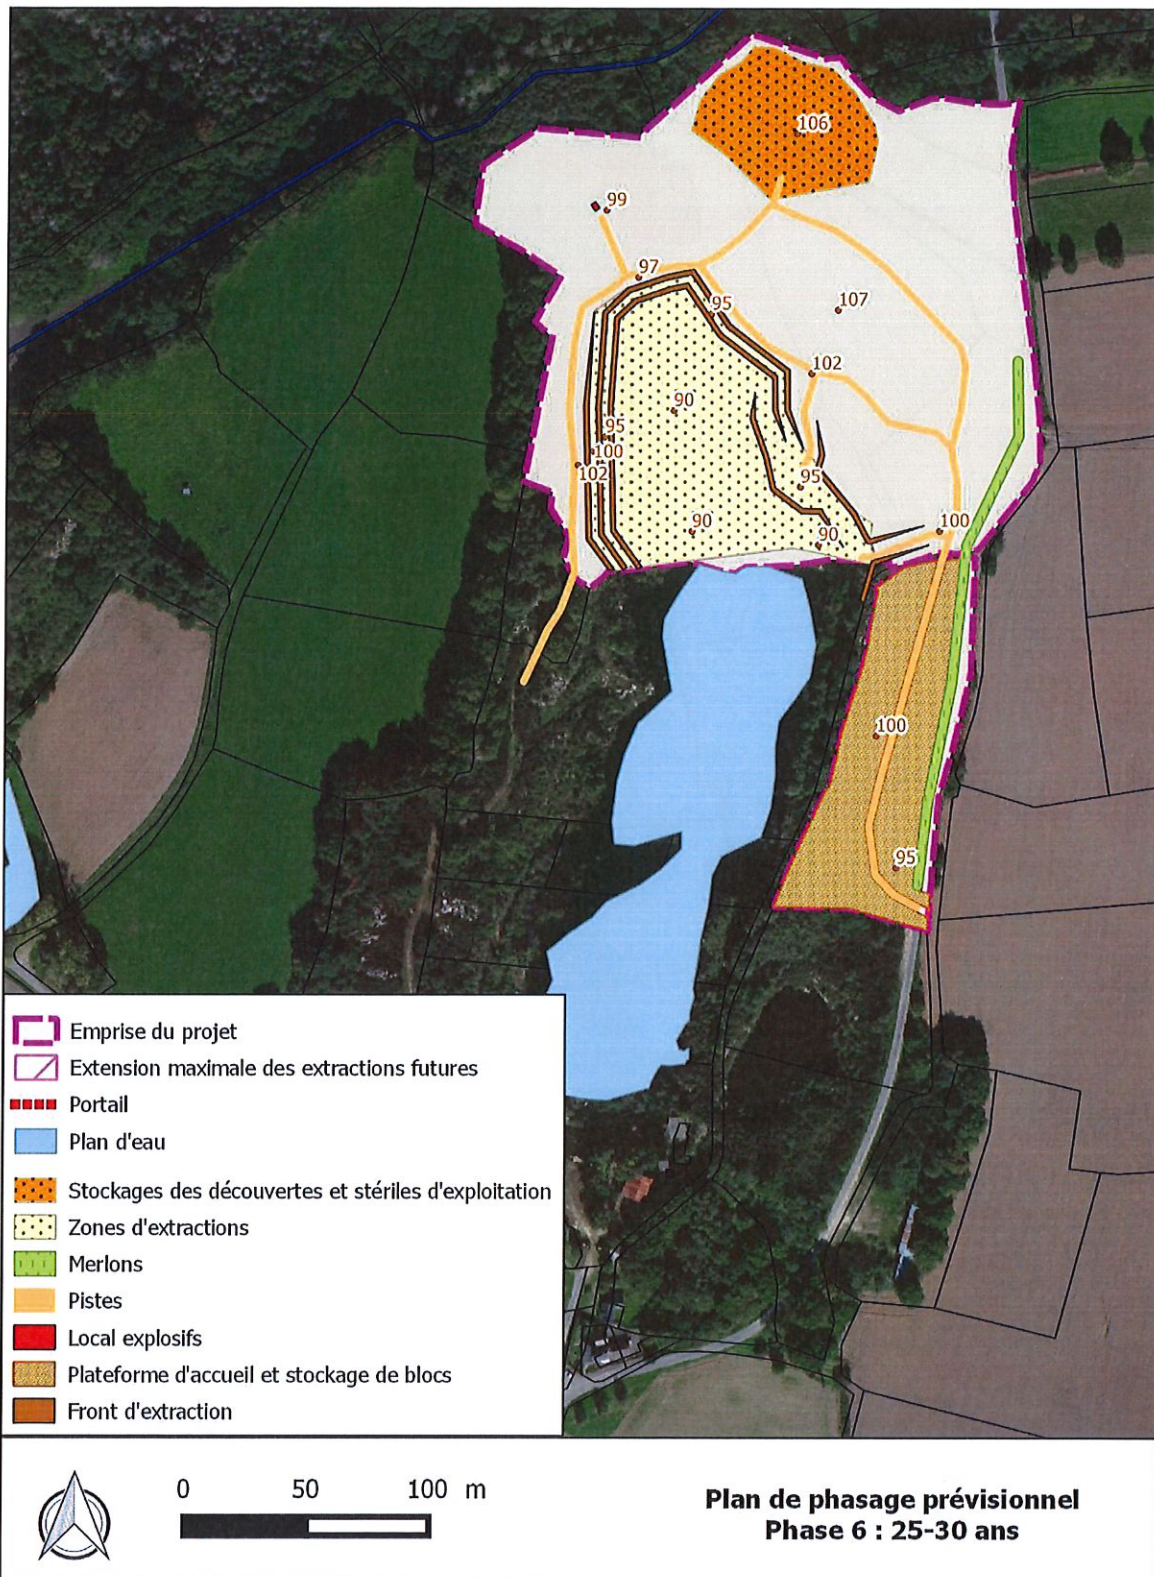 106
99
97
95
107
102
90
95
100
102
95
90
90
100
100
95
Emprise du projet
Extension maximale des extractions futures
Portail
Plan d'eau
Stockages des découvertes et stériles d'exploitation
Zones d'extractions
Merlons
Pistes
Local explosifs
Plateforme d'accueil et stockage de blocs
Front d'extraction
0 50 100 m
Plan de phasage prévisionnel
Phase 6 : 25-30 ans